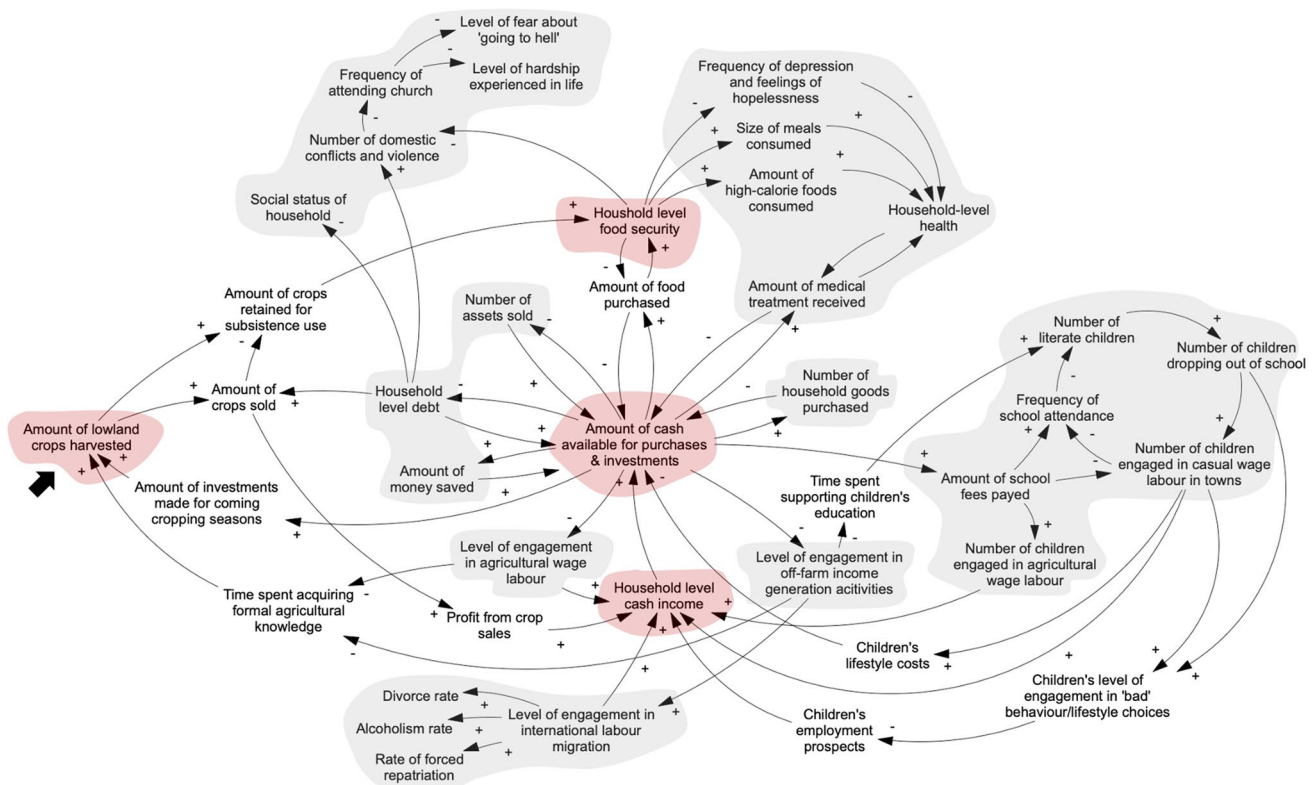 Level of fear about
'going to hell'
Level of hardship
experienced in life
Frequency of
attending church
Number of domestic
conflicts and violence
Social status of
household
Frequency of depression
and feelings of
hopelessness
Size of meals
consumed
Amount of
high-calorie foods
consumed
Household-level
health
Amount of medical
treatment received
Houshold level
food security
Amount of food
purchased
Amount of crops
retained for
subsistence use
Number of
assets sold
Amount of
crops sold
Household
level debt
Amount of
money saved
Amount of lowland
crops harvested
Amount of investments
made for coming
cropping seasons
Amount of cash
available for purchases
& investments
Number of
household goods
purchased
Number of
literate children
Number of children
dropping out of school
Frequency of
school attendance
Number of children
engaged in casual wage
labour in towns
Amount of school
fees payed
Number of children
engaged in agricultural
wage labour
Time spent
supporting children's
education
Level of engagement
in agricultural wage
labour
Level of engagement in
off-farm income
generation acitivities
Household level
cash income
Time spent acquiring
formal agricultural
knowledge
Profit from crop
sales
Children's
lifestyle costs
Children's level of
engagement in 'bad'
behaviour/lifestyle choices
Children's
employment
prospects
Divorce rate
Alcoholism rate
Rate of forced
repatriation
Level of engagement in
international labour
migration